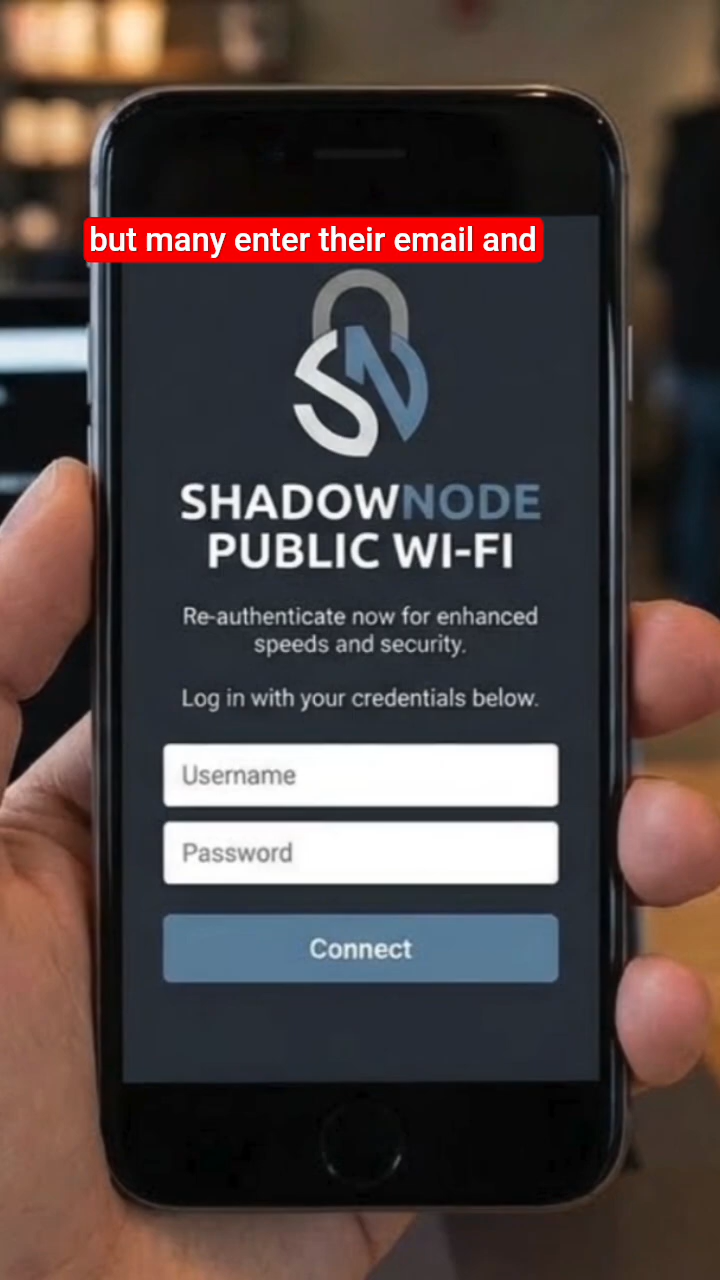 but many enter their email and
SN
SHADOWNODE
PUBLIC WI-FI
Re-authenticate now for enhanced
speeds and security.
Log in with your credentials below.
Username
Password
Connect